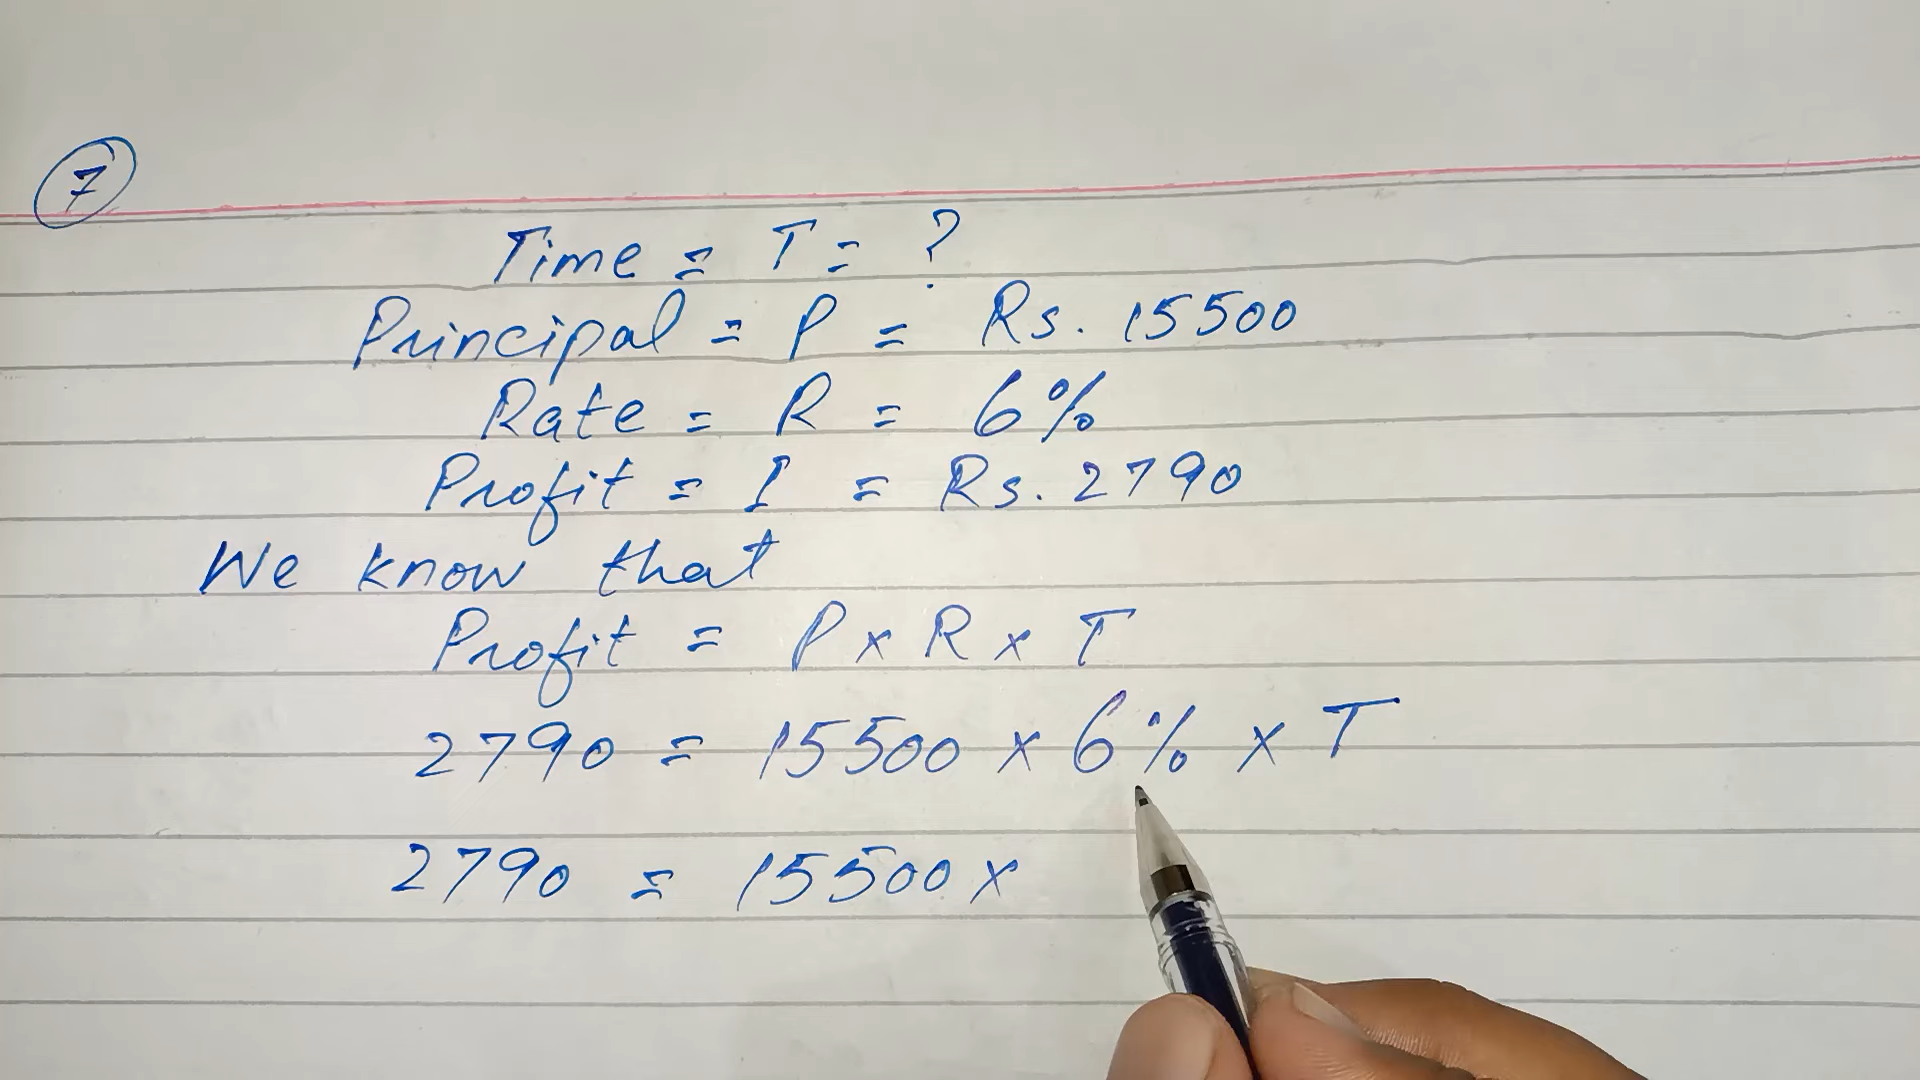 7
Time = T = ?
Principal = P = Rs. 15500
Rate = R = 6%
Profit = I = Rs. 2790
We know that
Profit = P x R x T
2790 = 15500 x 6% x T
2790 = 15500 x